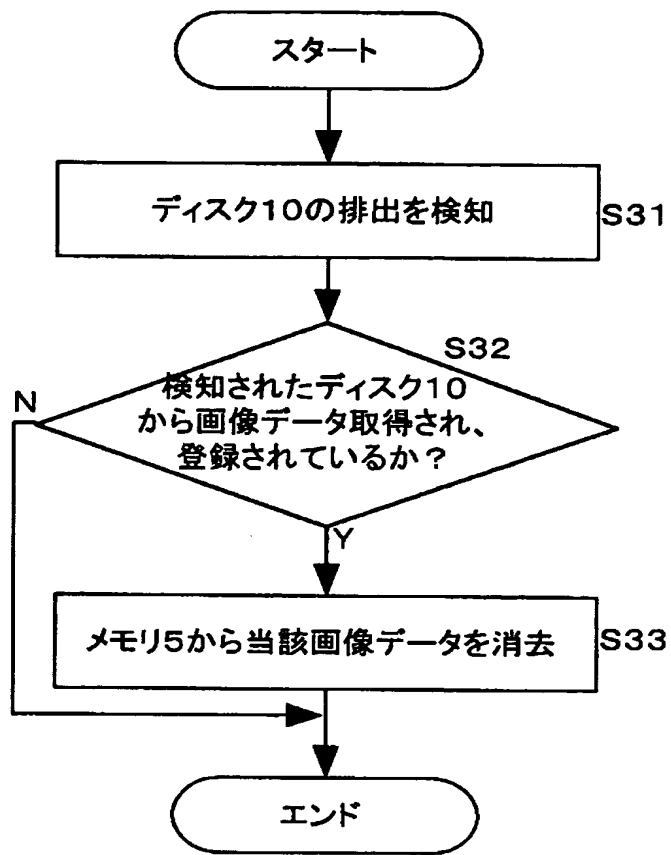 スタート
ディスク10の排出を検知
S31
S32
検知されたディスク10
から画像データ取得され、
登録されているか？
N
Y
メモリ5から当該画像データを消去
S33
エンド